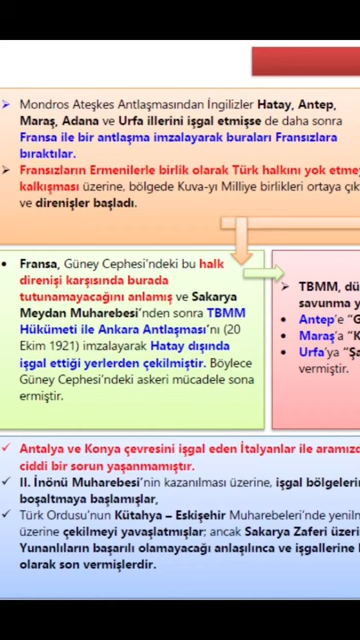 Mondros Ateşkes Antlaşmasından İngilizler Hatay, Antep,
Maraş, Adana ve Urfa illerini işgal etmişse de daha sonra
Fransa ile bir antlaşma imzalayarak buraları Fransızlara
bıraktılar.
Fransızların Ermenilerle birlik olarak Türk halkını yok
kalkışması üzerine, bölgede Kuva-yı Milliye birlikleri ortaya
ve direnişler başladı.
• Fransa, Güney Cephesi'ndeki bu halk
direnişi karşısında burada
tutunamayacağını anlamış ve Sakarya
Meydan Muharebesi'nden sonra TBMM
Hükümeti ile Ankara Antlaşması'nı (20
Ekim 1921) imzalayarak Hatay dışında
işgal ettiği yerlerden çekilmiştir. Böylece
Güney Cephesi'ndeki askeri mücadele sona
ermiştir.
TBMM,
savunma
• Antep'e
• Maraş'a
• Urfa'ya
vermiştir.
✓ Antalya ve Konya çevresini işgal eden İtalyanlar ile
ciddi bir sorun yaşanmamıştır.
✓ II. İnönü Muharebesi'nin kazanılması üzerine, işgal
boşaltmaya başlamışlar,
✓ Türk Ordusu'nun Kütahya – Eskişehir Muharebeleri'nde
üzerine çekilmeyi yavaşlatmışlar; ancak Sakarya Zaferi
Yunanlıların başarılı olamayacağı anlaşılınca ve işgallerine
olarak son vermişlerdir.